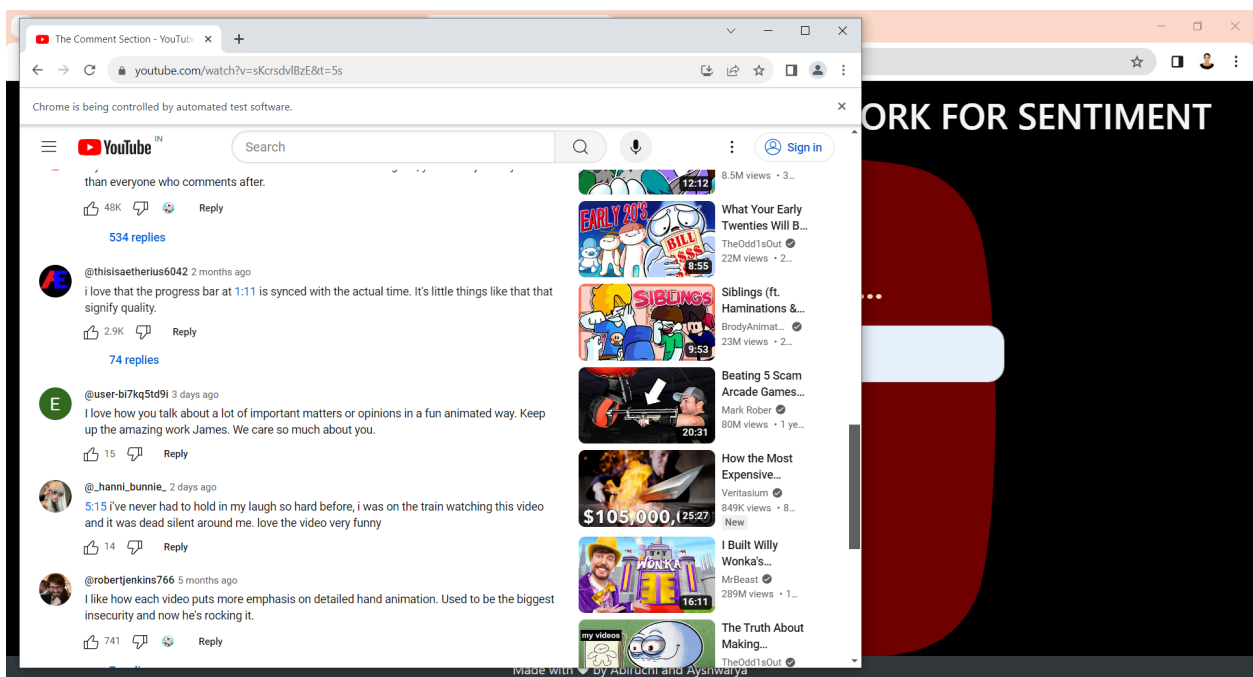 The Comment Section - YouTub
youtube.com/watch?v=sKcrsdvlBzE&t=5s
Chrome is being controlled by automated test software.
ORK FOR SENTIMENT
YouTube IN
Search
Sign in
than everyone who comments after.
48K Reply
534 replies
@thisisaetherius6042 2 months ago
i love that the progress bar at 1:11 is synced with the actual time. It's little things like that that
signify quality.
2.9K Reply
74 replies
E
@user-bi7kq5td9i 3 days ago
I love how you talk about a lot of important matters or opinions in a fun animated way. Keep
up the amazing work James. We care so much about you.
15 Reply
@_hanni_bunnie_ 2 days ago
5:15 i've never had to hold in my laugh so hard before, i was on the train watching this video
and it was dead silent around me. love the video very funny
14 Reply
@robertjenkins766 5 months ago
I like how each video puts more emphasis on detailed hand animation. Used to be the biggest
insecurity and now he's rocking it.
741 Reply
12:12
8.5M views • 3...
EARLY 20'S
BILL
$$$
8:55
What Your Early
Twenties Will B...
TheOdd1sOut
22M views • 2...
SIBLINGS
9:53
Siblings (ft.
Haminations &...
BrodyAnimat...
23M views • 2...
20:31
Beating 5 Scam
Arcade Games...
Mark Rober
80M views • 1 ye...
$105,000,
25:27
How the Most
Expensive...
Veritasium
849K views • 8...
New
WONKA
16:11
I Built Willy
Wonka's...
MrBeast
289M views • 1...
my videos
The Truth About
Making...
TheOdd1sOut
...
Made with by Abiruchi and Ayshwarya